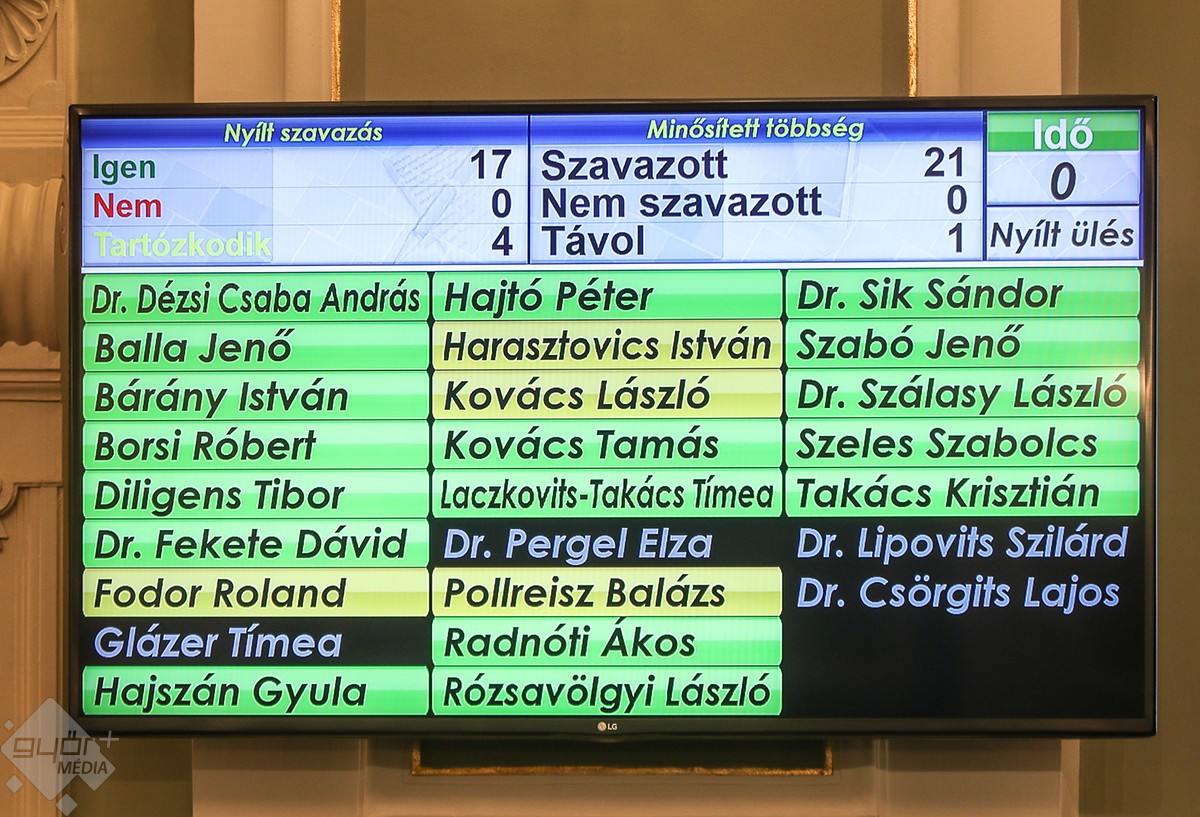 Nyílt szavazás
Igen 17
Nem 0
Tartózkodik 4
Minősített többség
Szavazott 21
Nem szavazott 0
Távol 1
Idő
0
Nyílt ülés
Dr. Dézsi Csaba András
Balla Jenő
Bárány István
Borsi Róbert
Diligens Tibor
Dr. Fekete Dávid
Fodor Roland
Glázer Tímea
Hajszán Gyula
Hajtó Péter
Harasztovics István
Kovács László
Kovács Tamás
Laczkovits-Takács Tímea
Dr. Pergel Elza
Pollreisz Balázs
Radnóti Ákos
Rózsavölgyi László
Dr. Sik Sándor
Szabó Jenő
Dr. Szálasy László
Szeles Szabolcs
Takács Krisztián
Dr. Lipovits Szilárd
Dr. Csörgits Lajos
LG
győr+
MÉDIA